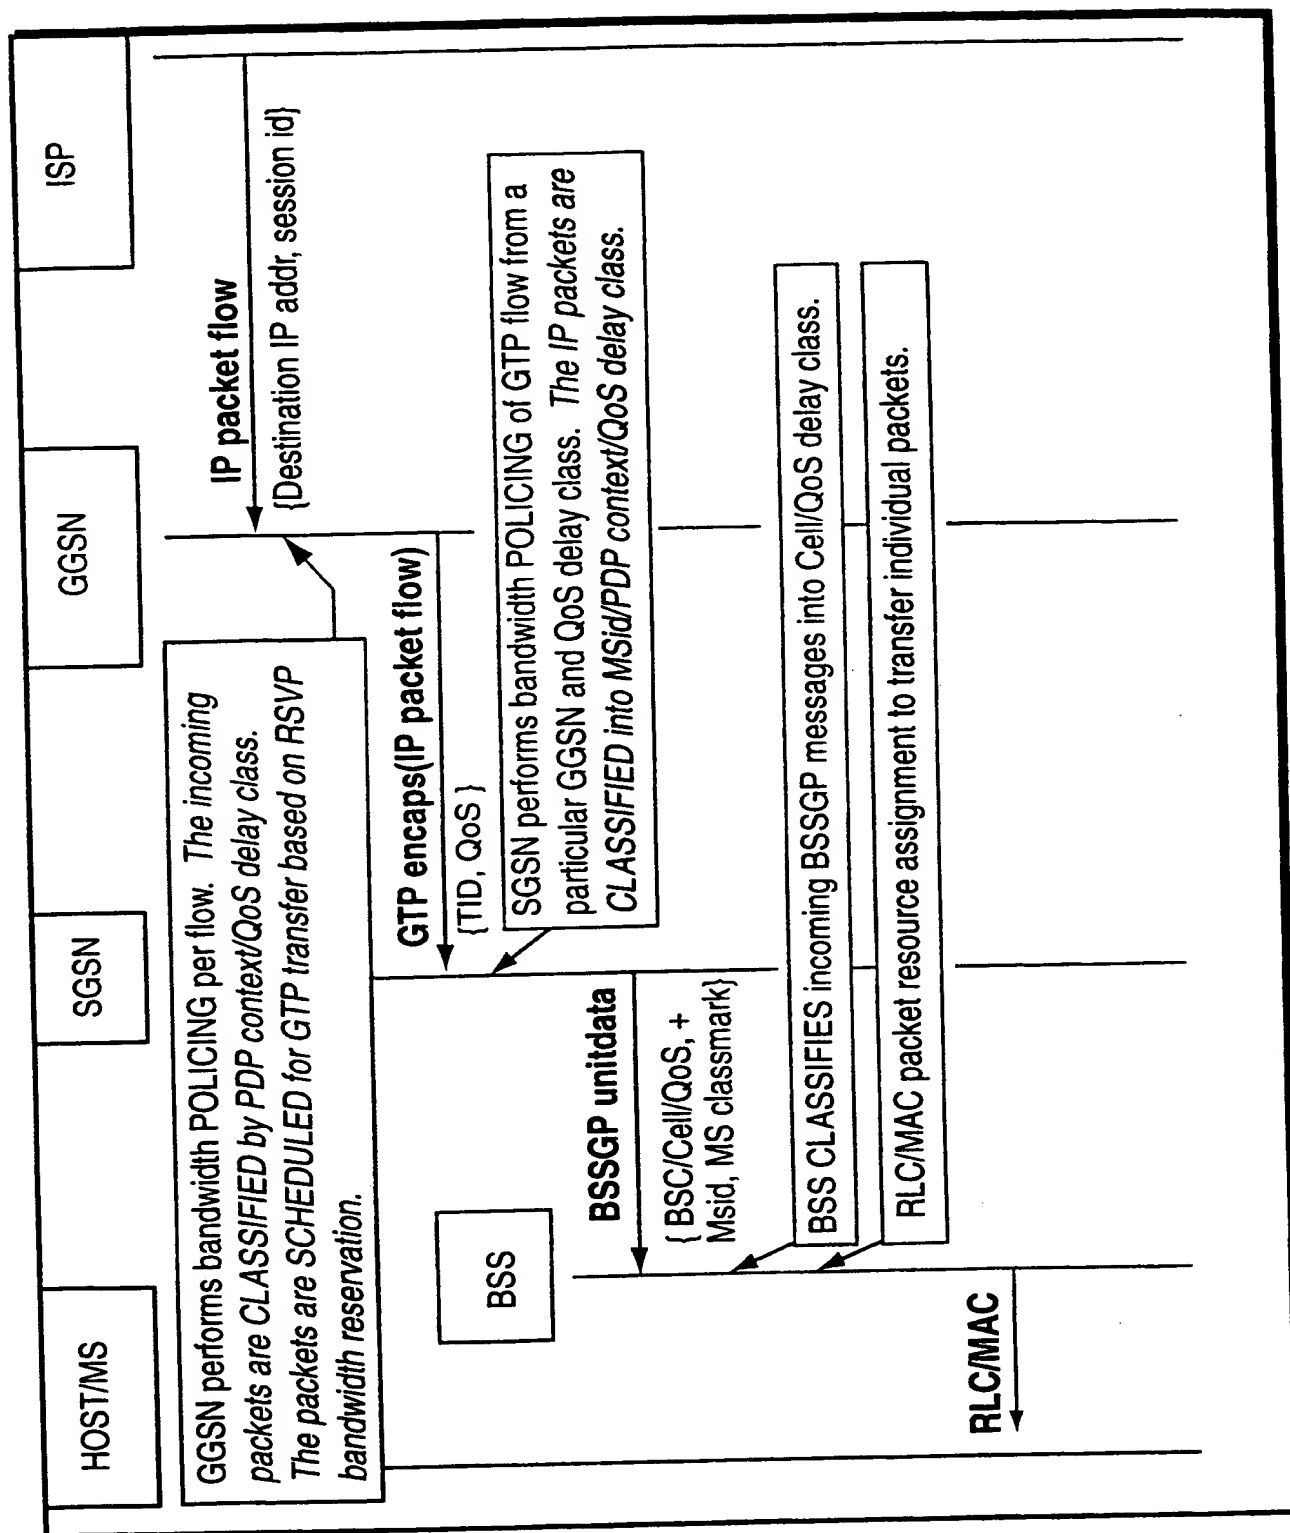 HOST/MS
SGSN
GGSN
ISP
GGSN performs bandwidth POLICING per flow. The incoming
packets are CLASSIFIED by PDP context/QoS delay class.
The packets are SCHEDULED for GTP transfer based on RSVP
bandwidth reservation.
IP packet flow
{Destination IP addr, session id}
GTP encaps(IP packet flow)
{TID, QoS }
SGSN performs bandwidth POLICING of GTP flow from a
particular GGSN and QoS delay class. The IP packets are
CLASSIFIED into MSid/PDP context/QoS delay class.
BSS
BSSGP unitdata
{ BSC/Cell/QoS, +
Msid, MS classmark}
BSS CLASSIFIES incoming BSSGP messages into Cell/QoS delay class.
RLC/MAC packet resource assignment to transfer individual packets.
RLC/MAC